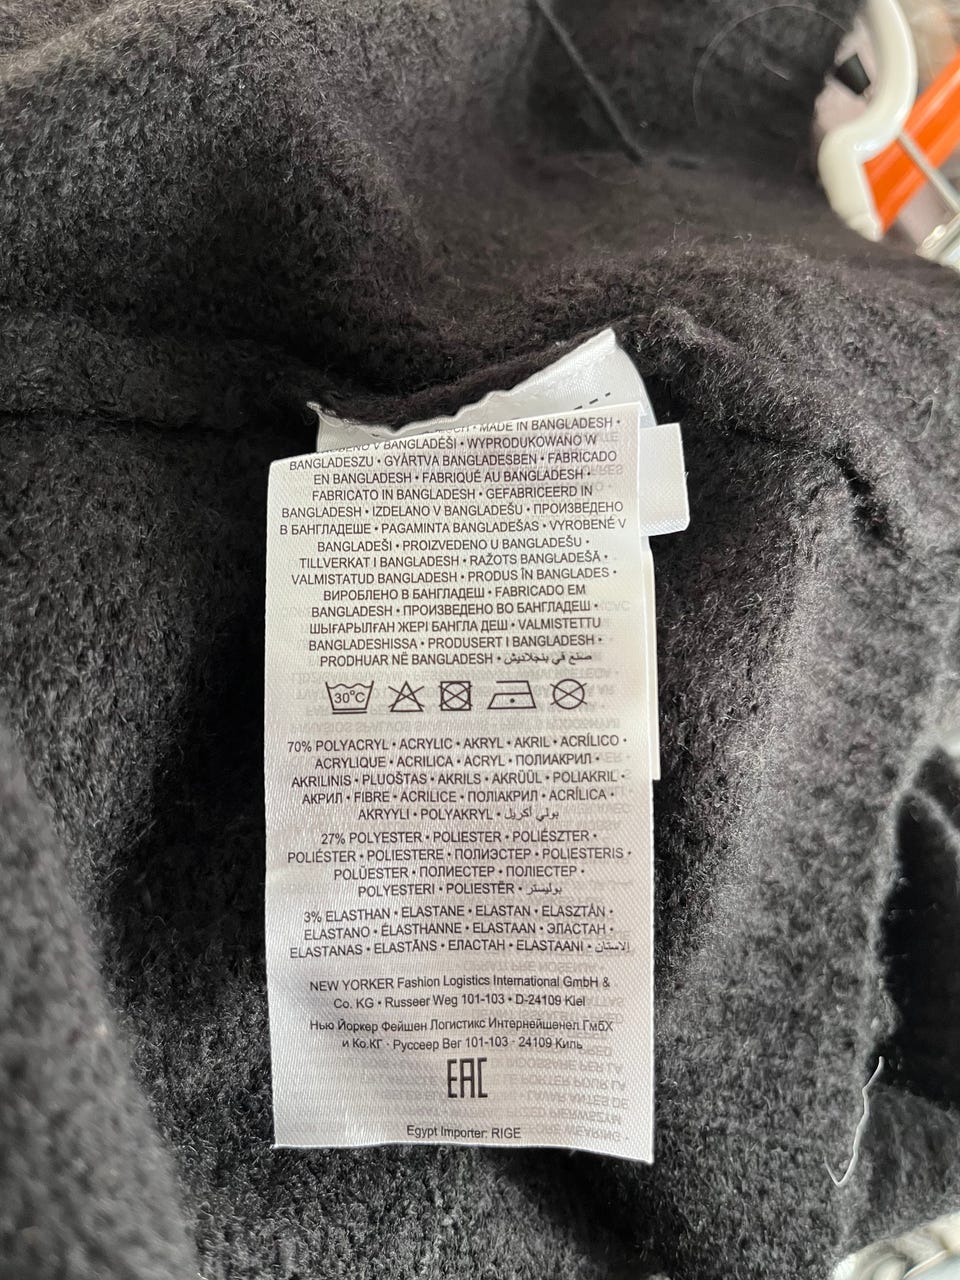 MADE IN BANGLADESH •
V BANGLADÉŠI • WYPRODUKOWANO W
BANGLADESZU • GYÁRTVA BANGLADESBEN • FABRICADO
EN BANGLADESH • FABRIQUÉ AU BANGLADESH •
FABRICATO IN BANGLADESH • GEFABRICEERD IN
BANGLADESH • IZDELANO V BANGLADEŠU • ПРОИЗВЕДЕНО
В БАНГЛАДЕШЕ • PAGAMINTA BANGLADEŠAS • VYROBENÉ V
BANGLADEŠI • PROIZVEDENO U BANGLADEŠU •
TILLVERKAT I BANGLADESH • RAŽOTS BANGLADEŠĀ •
VALMISTATUD BANGLADESH • PRODUS ÎN BANGLADES •
ВИРОБЛЕНО В БАНГЛАДЕШ • FABRICADO EM
BANGLADESH • ПРОИЗВЕДЕНО ВО БАНГЛАДЕШ •
ШЫҒАРЫЛҒАН ЖЕРІ БАНГЛА ДЕШ • VALMISTETTU
BANGLADESHISSA • PRODUSERT I BANGLADESH •
PRODHUAR NË BANGLADESH • صنع في بنجلاديش
30°C
70% POLYACRYL • ACRYLIC • AKRYL • AKRIL • ACRÍLICO •
ACRYLIQUE • ACRILICA • ACRYL • ПОЛИАКРИЛ •
AKRILINIS • PLUOŠTAS • AKRILS • AKRÜÜL • POLIAKRIL •
АКРИЛ • FIBRE • ACRILICE • ПОЛІАКРИЛ • ACRÍLICA •
AKRYYLI • POLYAKRYL • بولي أكريل
27% POLYESTER • POLIESTER • POLIÉSZTER •
POLIÉSTER • POLIESTERE • ПОЛИЭСТЕР • POLIESTERIS •
POLÜESTER • ПОЛИЕСТЕР • ПОЛІЕСТЕР •
POLYESTERI • POLIESTËR • بوليستر
3% ELASTHAN • ELASTANE • ELASTAN • ELASZTÁN •
ELASTANO • ÉLASTHANNE • ELASTAAN • ЭЛАСТАН •
ELASTANAS • ELASTĀNS • ЕЛАСТАН • ELASTAANI • الاستان
NEW YORKER Fashion Logistics International GmbH &
Co. KG • Russeer Weg 101-103 • D-24109 Kiel
Нью Йоркер Фейшен Логистикс Интернейшенел ГмбХ
и Ко.КГ • Руссеер Вег 101-103 · 24109 Киль
EAC
Egypt Importer: RIGE